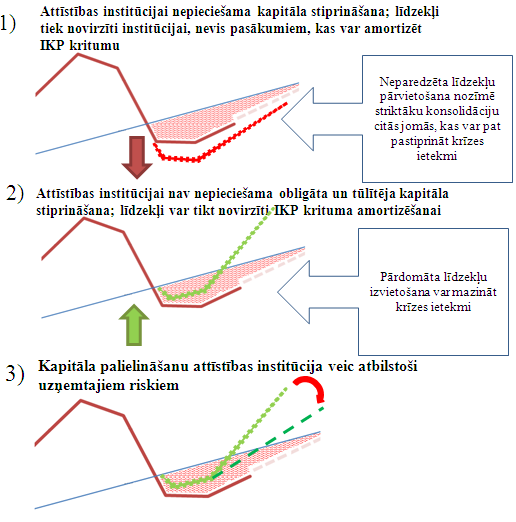 1) Attīstības institūcijai nepieciešama kapitāla stiprināšana; līdzekļi
tiek novirzīti institūcijai, nevis pasākumiem, kas var amortizēt
IKP kritumu
Neparedzēta līdzekļu
pārvietošana nozīmē
striktāku konsolidāciju
citās jomās, kas var pat
pastiprināt krīzes
ietekmi
2) Attīstības institūcijai nav nepieciešama obligāta un tūlītēja kapitāla
stiprināšana; līdzekļi var tikt novirzīti IKP krituma amortizēšanai
Pārdomāta līdzekļu
izvietošana var mazināt
krīzes ietekmi
3) Kapitāla palielināšanu attīstības institūcija veic atbilstoši
uzņemtajiem riskiem